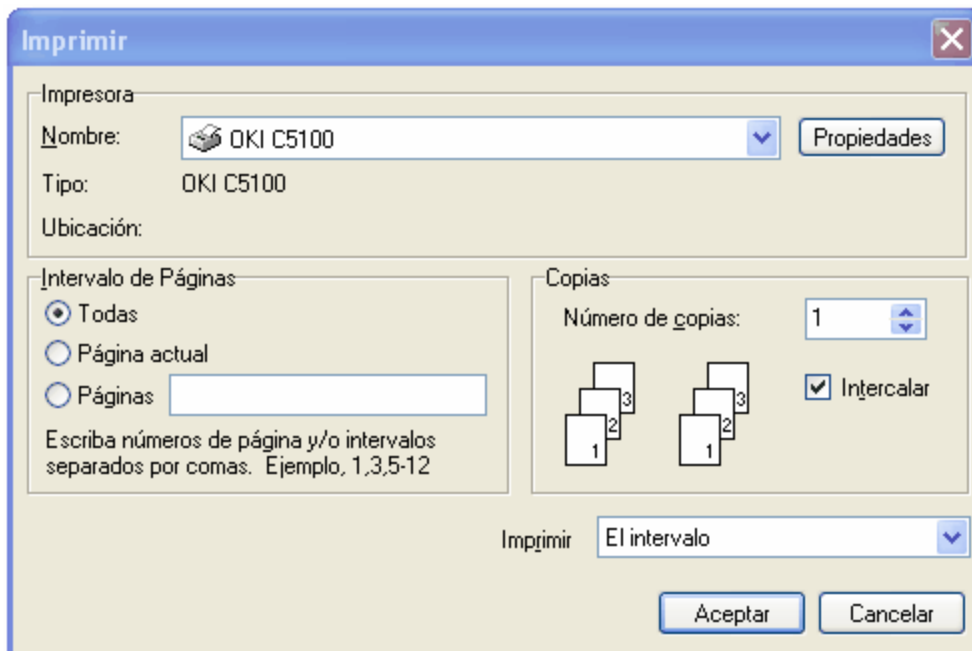 Imprimir
Impresora
Nombre: OKI C5100 Propiedades
Tipo: OKI C5100
Ubicación:
Intervalo de Páginas
Todas
Página actual
Páginas
Escriba números de página y/o intervalos
separados por comas. Ejemplo, 1,3,5-12
Copias
Número de copias: 1
3 3
2 2
1 1
Intercalar
Imprimir El intervalo
Aceptar Cancelar